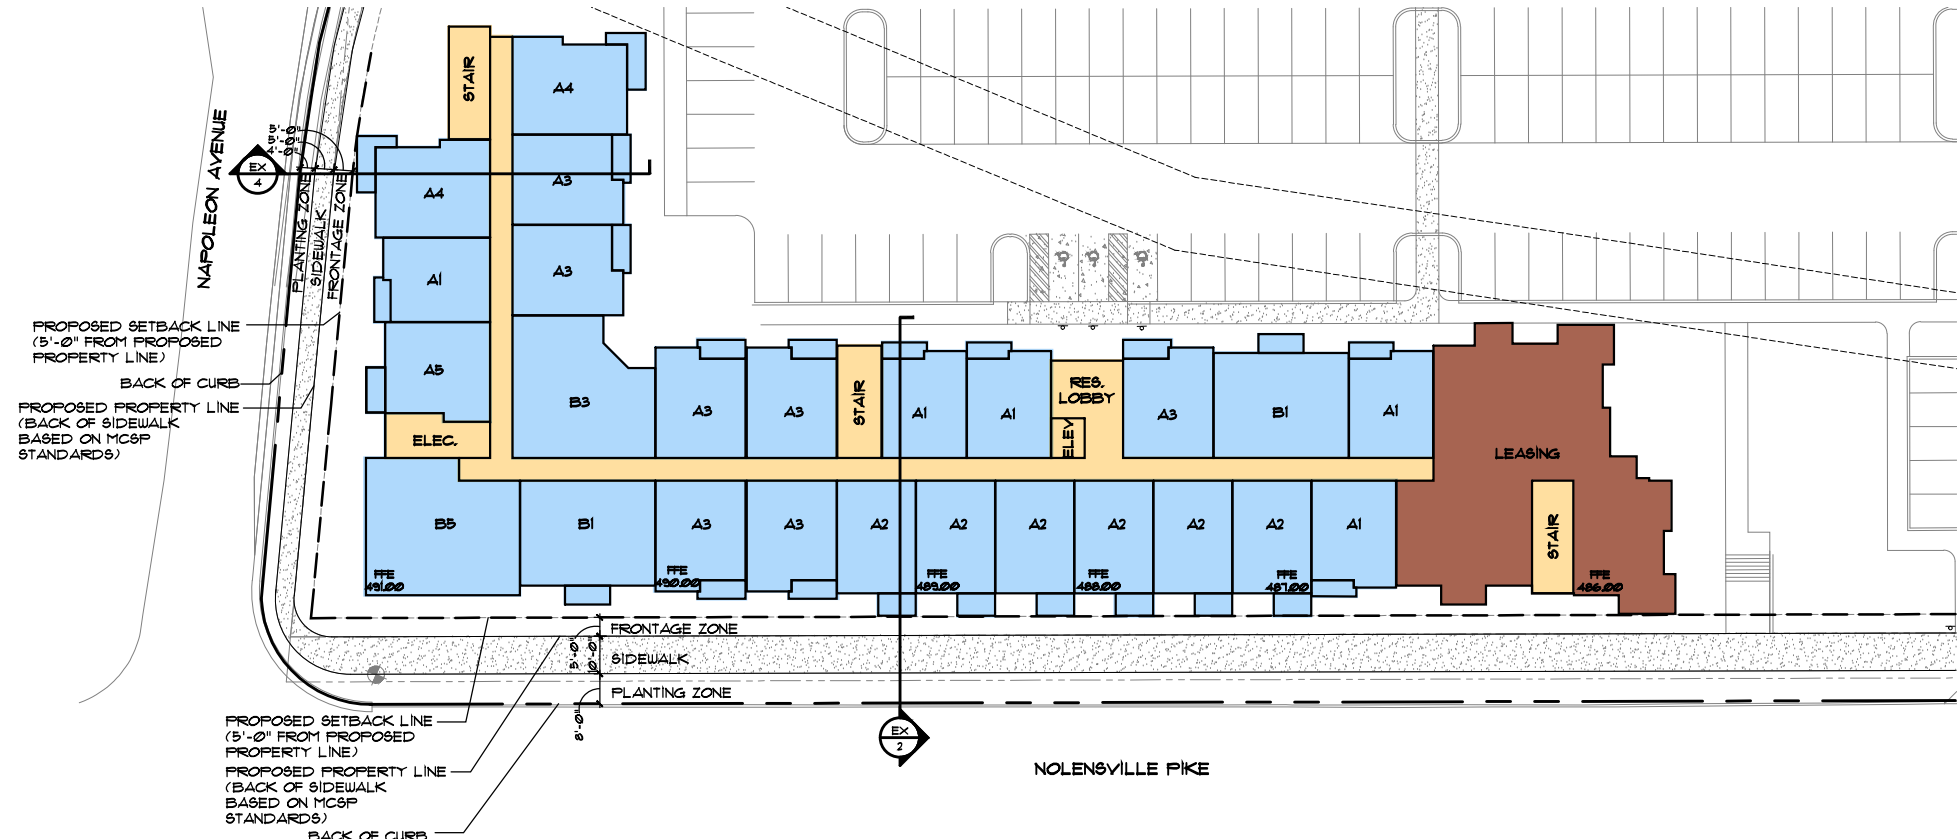 STAIR
A4
5'-0"
5'-0"
4'-0"
EX
4
NAPOLEON AVENUE
PLANTING ZONE
SIDEWALK
FRONTAGE ZONE
A4
A3
A1
A3
PROPOSED SETBACK LINE
(5'-0" FROM PROPOSED
PROPERTY LINE)
BACK OF CURB
PROPOSED PROPERTY LINE
(BACK OF SIDEWALK
BASED ON MCSP
STANDARDS)
A5
ELEC.
B3
A3
A3
STAIR
A1
A1
RES.
LOBBY
ELEV
A3
B1
A1
LEASING
B5
B1
A3
A3
A2
A2
A2
A2
A2
A2
A1
STAIR
FFE
491.00
FFE
490.00
FFE
489.00
FFE
488.00
FFE
487.00
FFE
486.00
FRONTAGE ZONE
5'-0"
10'-0"
SIDEWALK
PLANTING ZONE
8'-0"
PROPOSED SETBACK LINE
(5'-0" FROM PROPOSED
PROPERTY LINE)
PROPOSED PROPERTY LINE
(BACK OF SIDEWALK
BASED ON MCSP
STANDARDS)
BACK OF CURB
EX
2
NOLENSVILLE PIKE